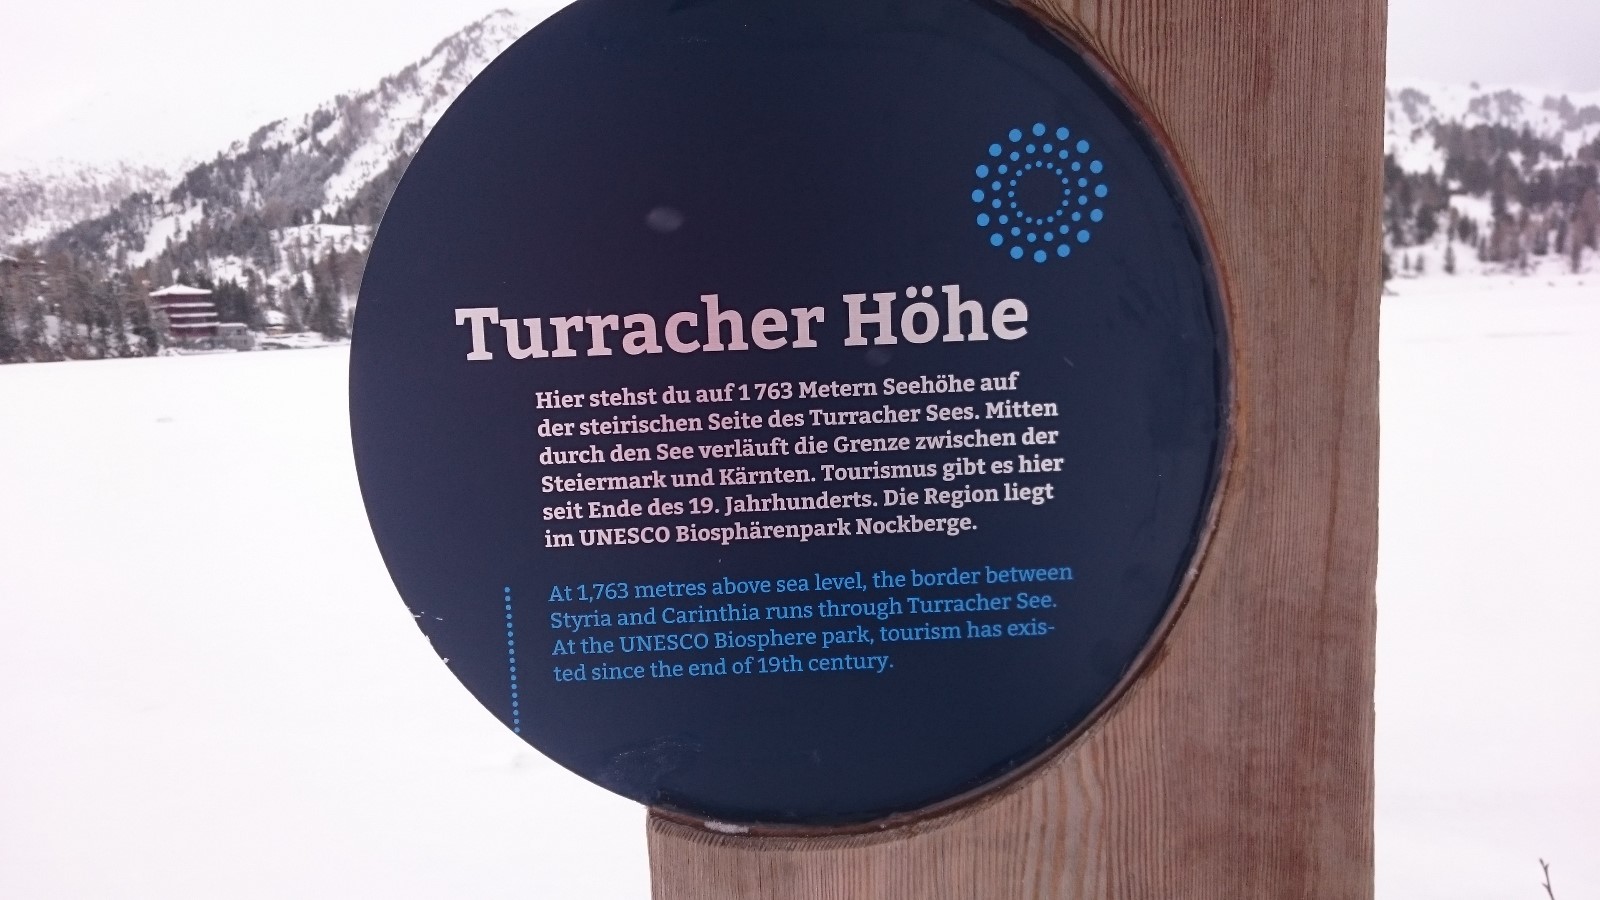 Turracher Höhe
Hier stehst du auf 1 763 Metern Seehöhe auf
der steirischen Seite des Turracher Sees. Mitten
durch den See verläuft die Grenze zwischen der
Steiermark und Kärnten. Tourismus gibt es hier
seit Ende des 19. Jahrhunderts. Die Region liegt
im UNESCO Biosphärenpark Nockberge.
At 1,763 metres above sea level, the border between
Styria and Carinthia runs through Turracher See.
At the UNESCO Biosphere park, tourism has exis-
ted since the end of 19th century.